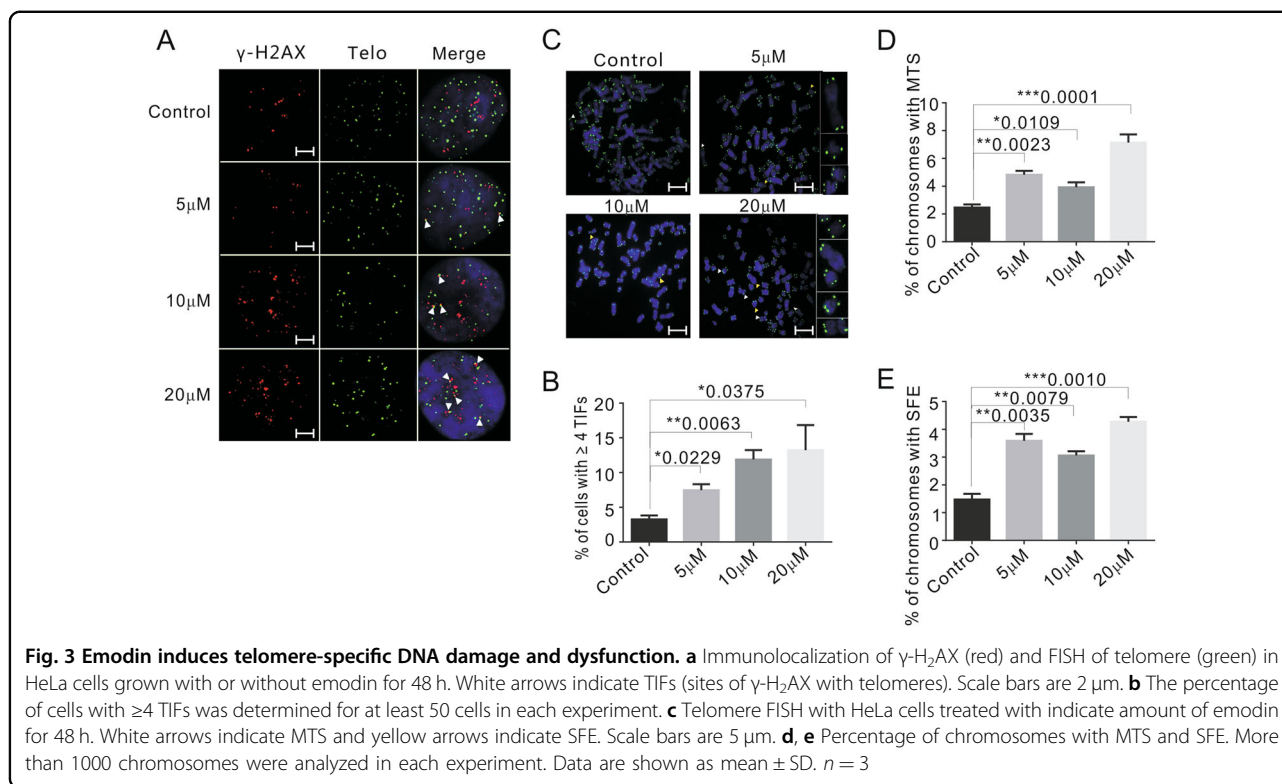 A
γ-H2AX Telo Merge
Control
5μM
10μM
20μM
C
Control 5μM
10μM 20μM
B
% of cells with ≥ 4 TIFs
20
15
10
5
0
*0.0375
**0.0063
*0.0229
Control 5μM 10μM 20μM
D
% of chromosomes with MTS
10
8
6
4
2
0
***0.0001
*0.0109
**0.0023
Control 5μM 10μM 20μM
E
% of chromosomes with SFE
5
4
3
2
1
0
***0.0010
**0.0079
**0.0035
Control 5μM 10μM 20μM
Fig. 3 Emodin induces telomere-specific DNA damage and dysfunction. a Immunolocalization of γ-H₂AX (red) and FISH of telomere (green) in
HeLa cells grown with or without emodin for 48 h. White arrows indicate TIFs (sites of γ-H₂AX with telomeres). Scale bars are 2 μm. b The percentage
of cells with ≥4 TIFs was determined for at least 50 cells in each experiment. c Telomere FISH with HeLa cells treated with indicate amount of emodin
for 48 h. White arrows indicate MTS and yellow arrows indicate SFE. Scale bars are 5 μm. d, e Percentage of chromosomes with MTS and SFE. More
than 1000 chromosomes were analyzed in each experiment. Data are shown as mean ± SD. n = 3